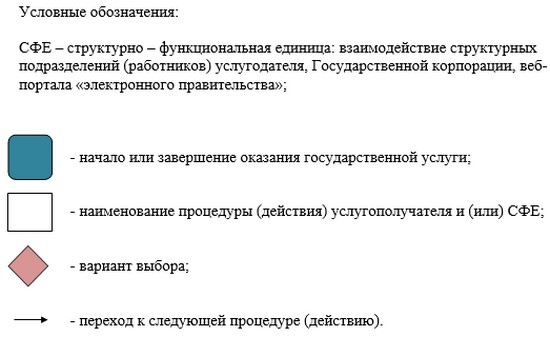 Условные обозначения:
СФЕ – структурно – функциональная единица: взаимодействие структурных
подразделений (работников) услугодателя, Государственной корпорации, веб-
портала «электронного правительства»;
- начало или завершение оказания государственной услуги;
- наименование процедуры (действия) услугополучателя и (или) СФЕ;
- вариант выбора;
- переход к следующей процедуре (действию).